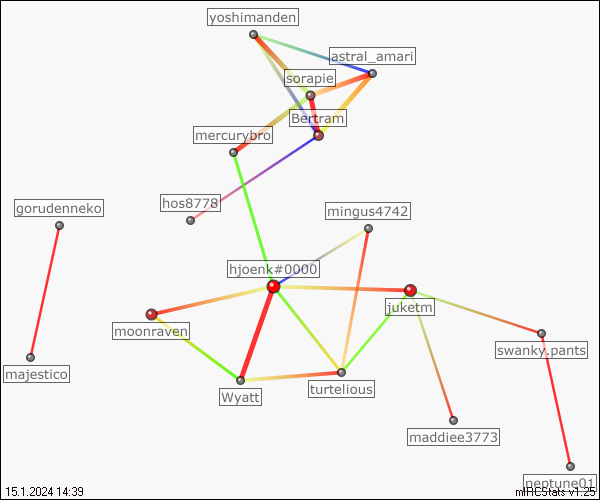 yoshimanden
astral_amari
sorapie
Bertram
mercurybro
hos8778
gorudenneko
mingus4742
hjoenk#0000
juketm
moonraven
swanky.pants
majestico
turtelious
Wyatt
maddiee3773
neptune01
15.1.2024 14:39
mIRCStats v1.25